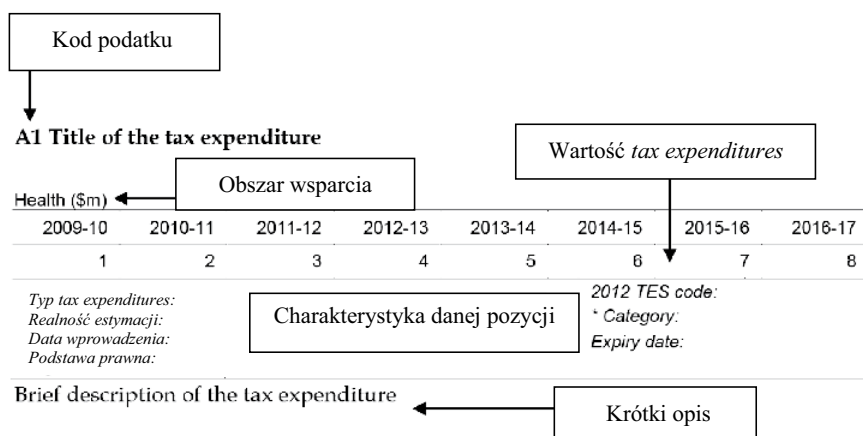 Kod podatku
A1 Title of the tax expenditure
Wartość tax expenditures
Obszar wsparcia
Health ($m)
2009-10 2010-11 2011-12 2012-13 2013-14 2014-15 2015-16 2016-17
1 2 3 4 5 6 7 8
Typ tax expenditures:
Realność estymacji:
Data wprowadzenia:
Podstawa prawna:
Charakterystyka danej pozycji
2012 TES code:
* Category:
Expiry date:
Brief description of the tax expenditure
Krótki opis